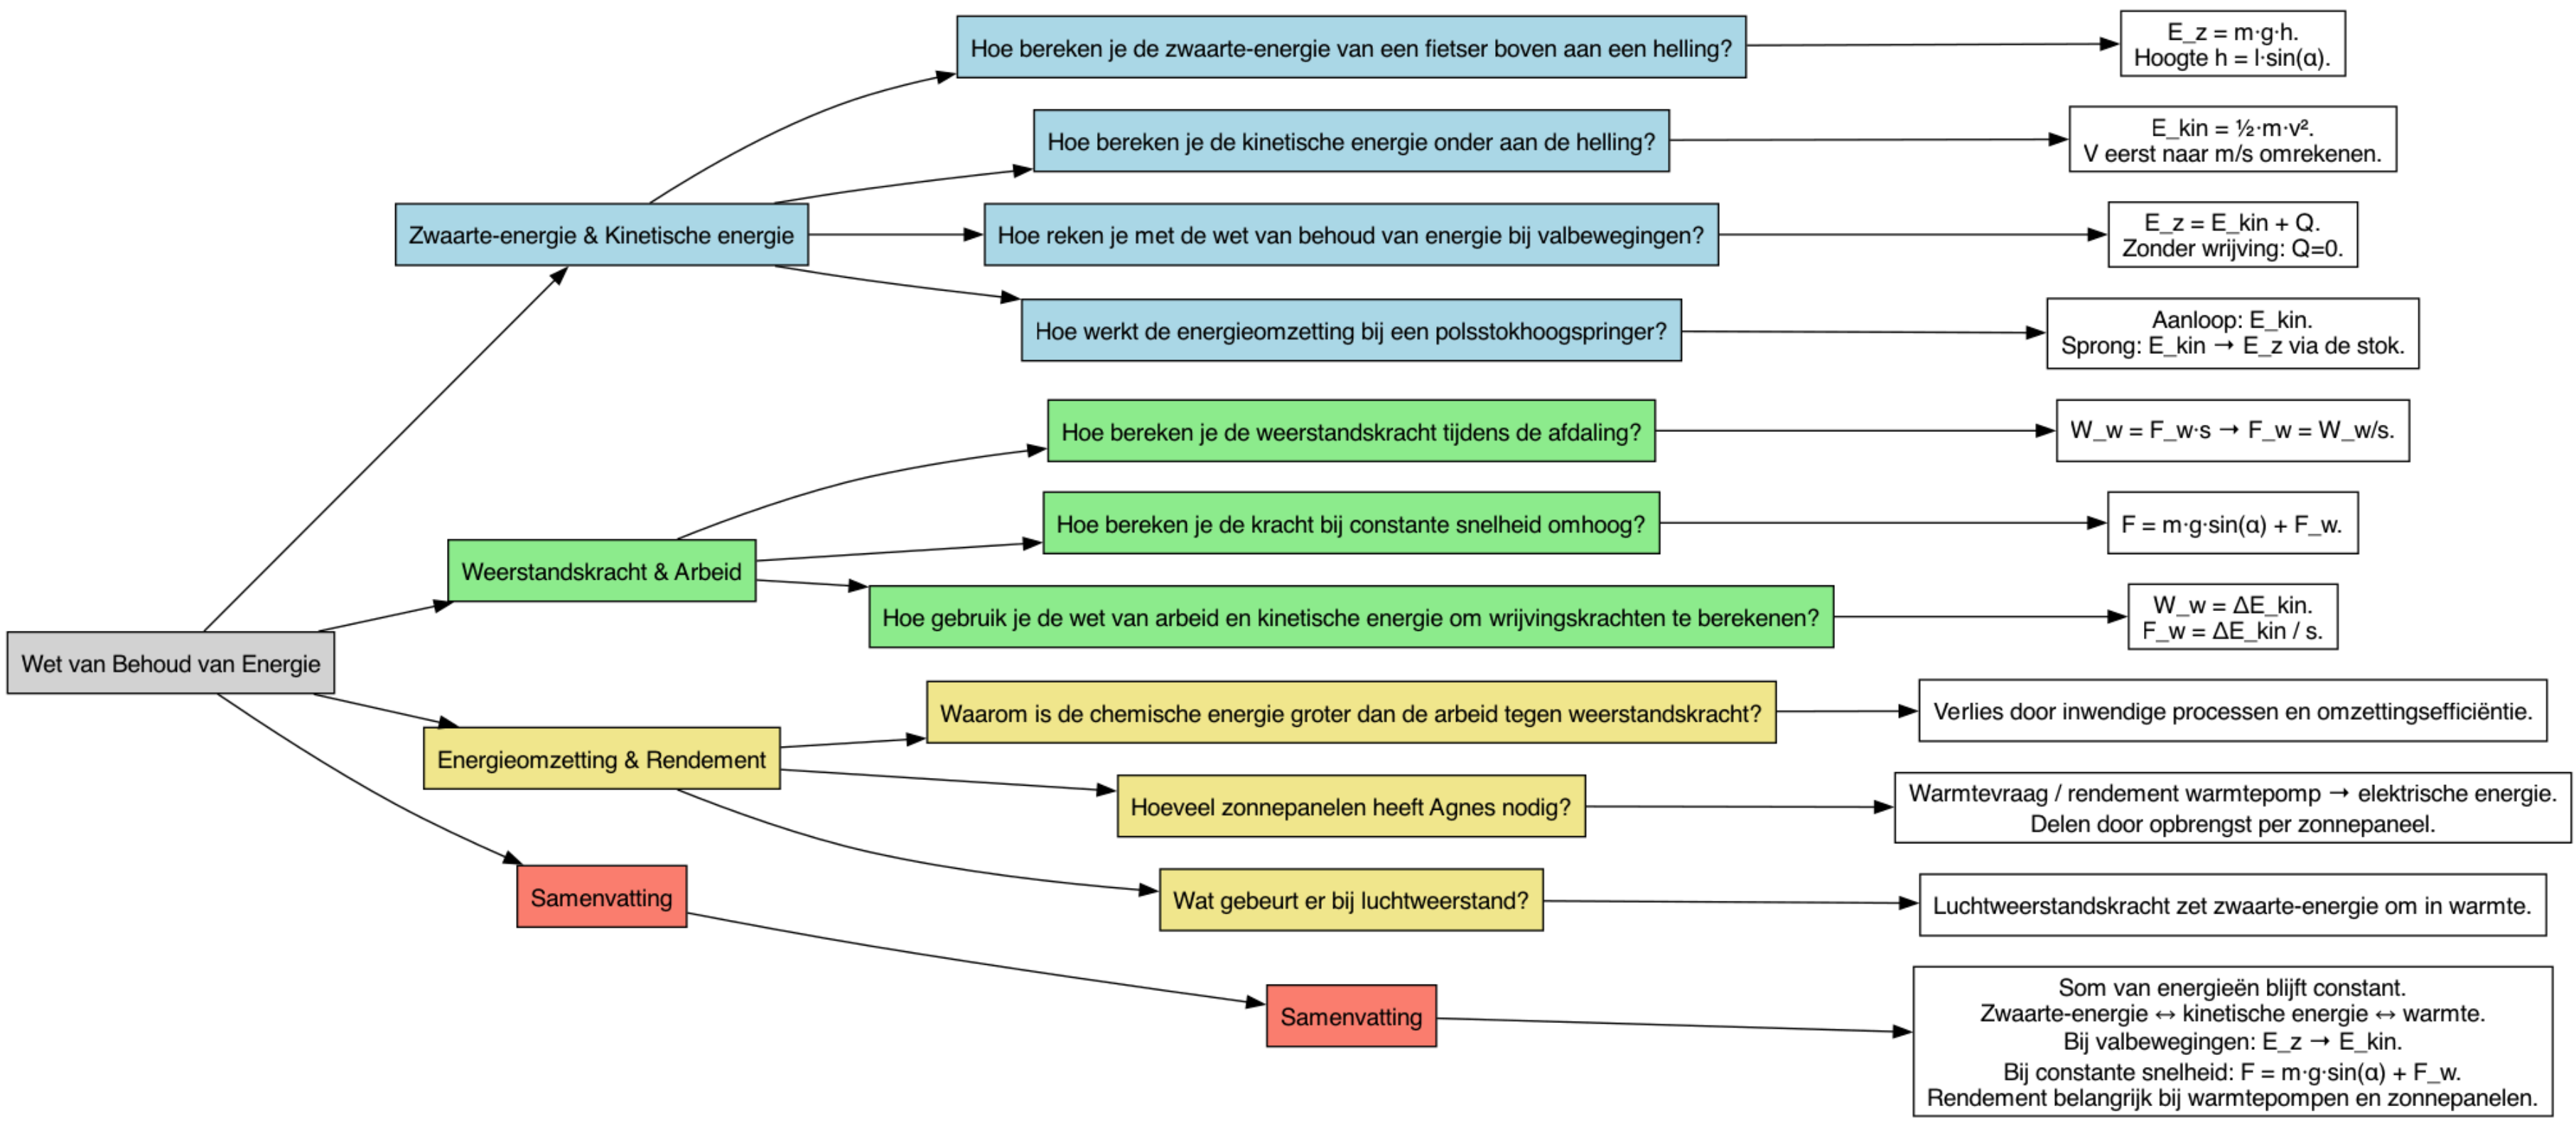 Wet van Behoud van Energie
Zwaarte-energie & Kinetische energie
Hoe bereken je de zwaarte-energie van een fietser boven aan een helling?
E_z = m·g·h.
Hoogte h = l·sin(α).
Hoe bereken je de kinetische energie onder aan de helling?
E_kin = ½·m·v².
V eerst naar m/s omrekenen.
Hoe reken je met de wet van behoud van energie bij valbewegingen?
E_z = E_kin + Q.
Zonder wrijving: Q=0.
Hoe werkt de energieomzetting bij een polsstokhoogspringer?
Aanloop: E_kin.
Sprong: E_kin → E_z via de stok.
Weerstandskracht & Arbeid
Hoe bereken je de weerstandskracht tijdens de afdaling?
W_w = F_w·s → F_w = W_w/s.
Hoe bereken je de kracht bij constante snelheid omhoog?
F = m·g·sin(α) + F_w.
Hoe gebruik je de wet van arbeid en kinetische energie om wrijvingskrachten te berekenen?
W_w = ΔE_kin.
F_w = ΔE_kin / s.
Energieomzetting & Rendement
Waarom is de chemische energie groter dan de arbeid tegen weerstandskracht?
Verlies door inwendige processen en omzettingsefficiëntie.
Hoeveel zonnepanelen heeft Agnes nodig?
Warmtevraag / rendement warmtepomp → elektrische energie.
Delen door opbrengst per zonnepaneel.
Wat gebeurt er bij luchtweerstand?
Luchtweerstandskracht zet zwaarte-energie om in warmte.
Samenvatting
Samenvatting
Som van energieën blijft constant.
Zwaarte-energie ↔ kinetische energie ↔ warmte.
Bij valbewegingen: E_z → E_kin.
Bij constante snelheid: F = m·g·sin(α) + F_w.
Rendement belangrijk bij warmtepompen en zonnepanelen.